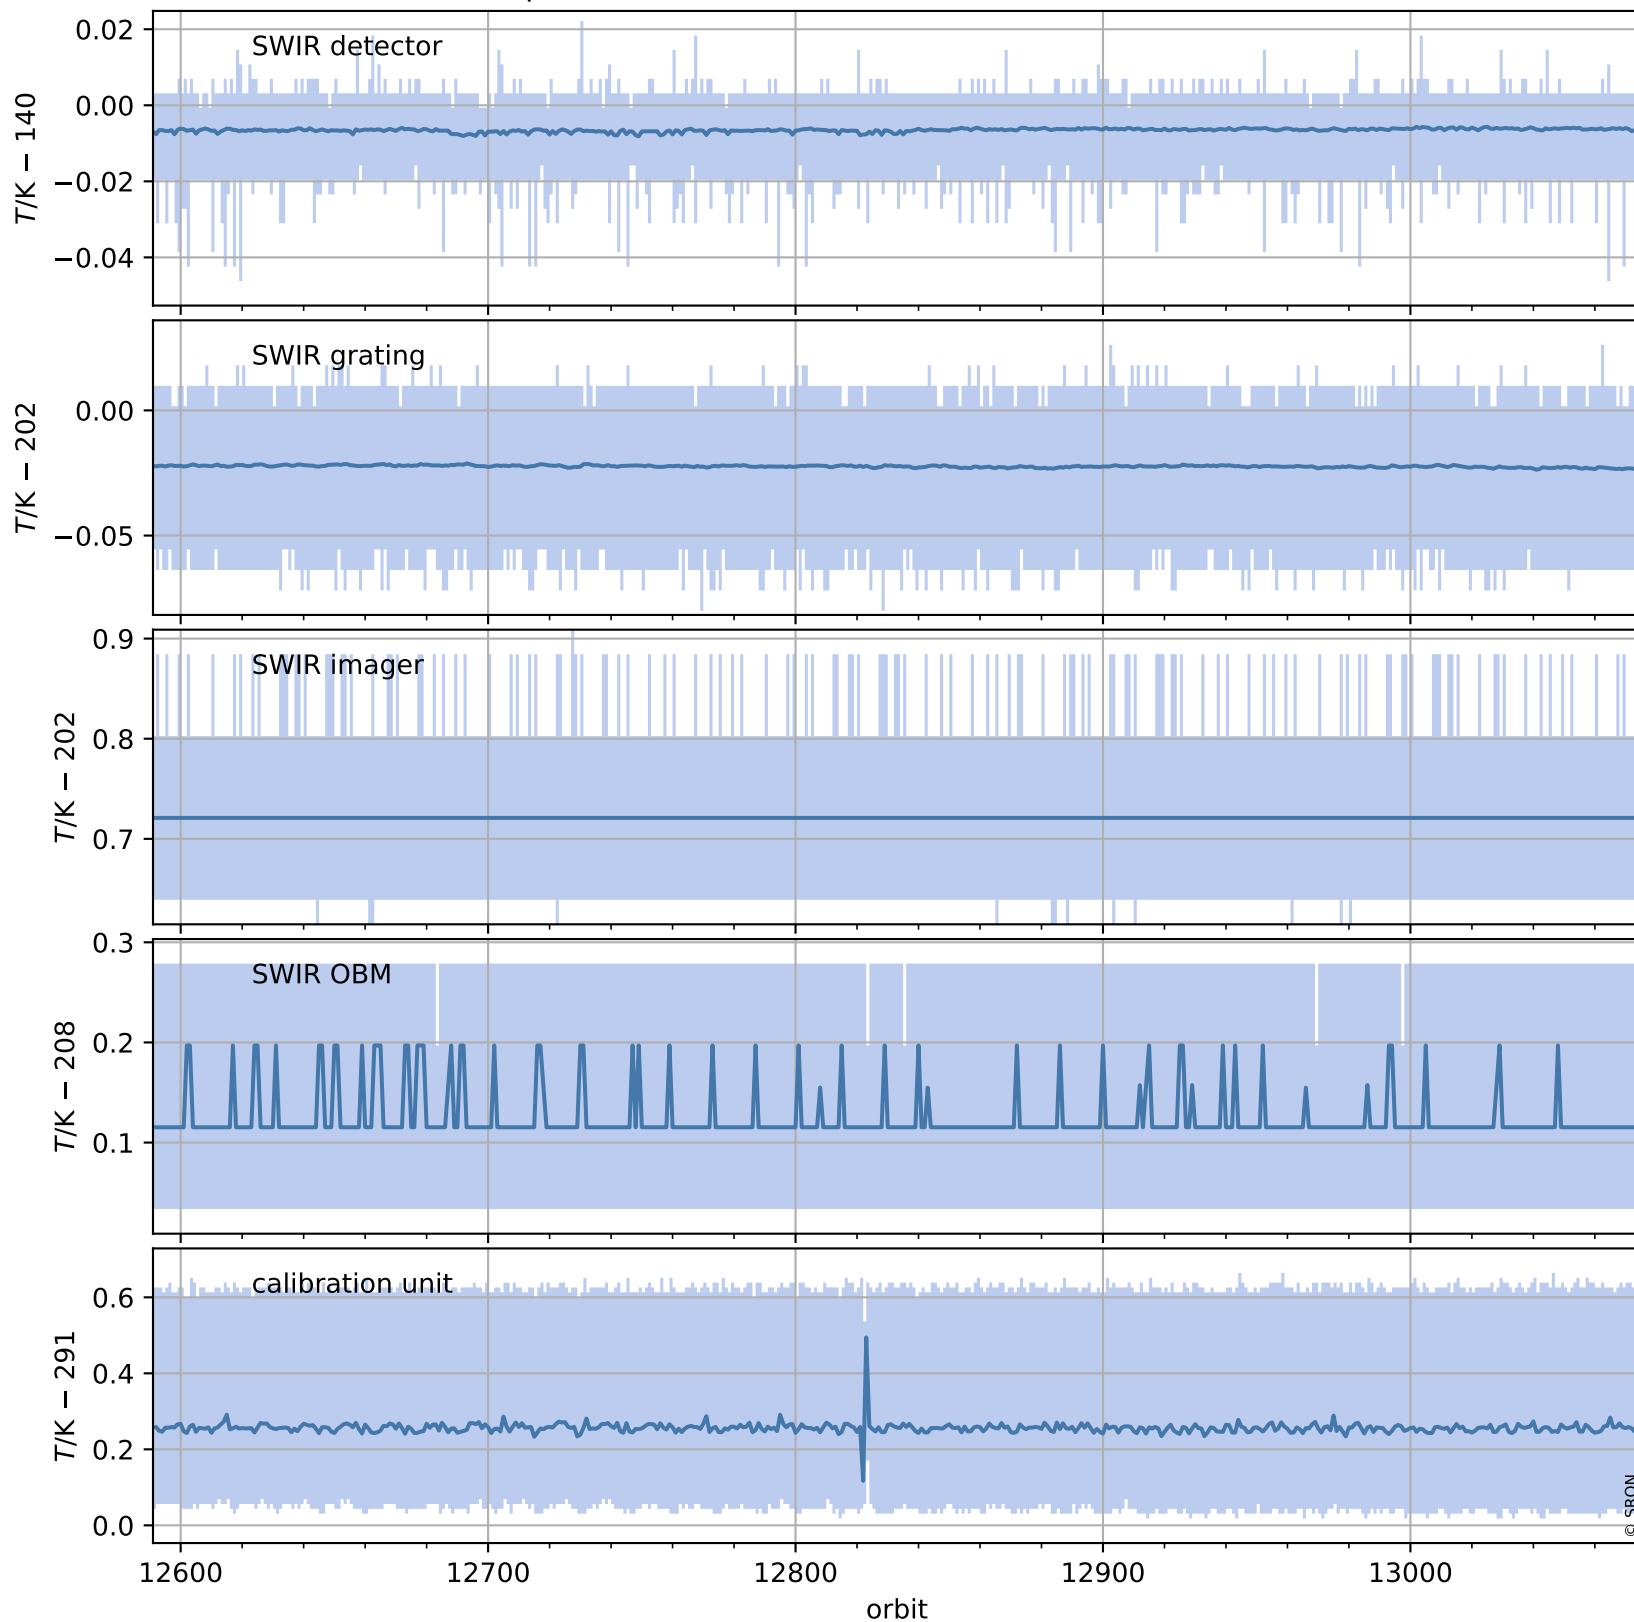 SWIR detector
T/K − 140
0.02
0.00
−0.02
−0.04
SWIR grating
T/K − 202
0.00
−0.05
SWIR imager
T/K − 202
0.9
0.8
0.7
SWIR OBM
T/K − 208
0.3
0.2
0.1
calibration unit
T/K − 291
0.6
0.4
0.2
0.0
12600 12700 12800 12900 13000
orbit
© SRON